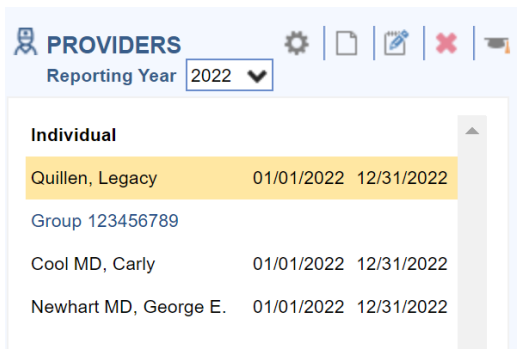 PROVIDERS
Reporting Year 2022
Individual
Quillen, Legacy 01/01/2022 12/31/2022
Group 123456789
Cool MD, Carly 01/01/2022 12/31/2022
Newhart MD, George E. 01/01/2022 12/31/2022